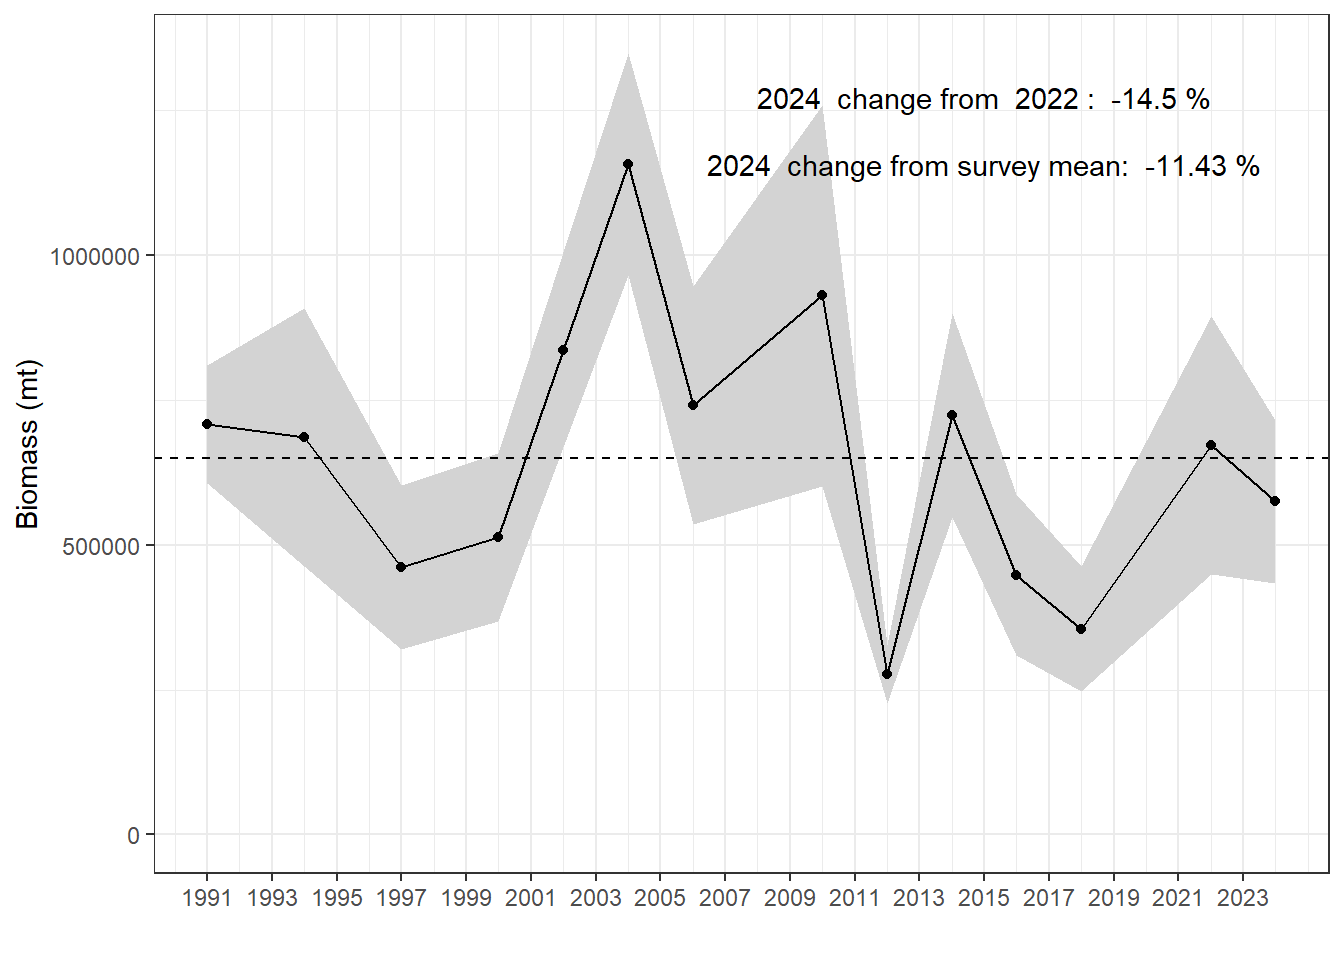 2024 change from 2022 : -14.5 %
2024 change from survey mean: -11.43 %
Biomass (mt)
1000000
500000
0
1991 1993 1995 1997 1999 2001 2003 2005 2007 2009 2011 2013 2015 2017 2019 2021 2023